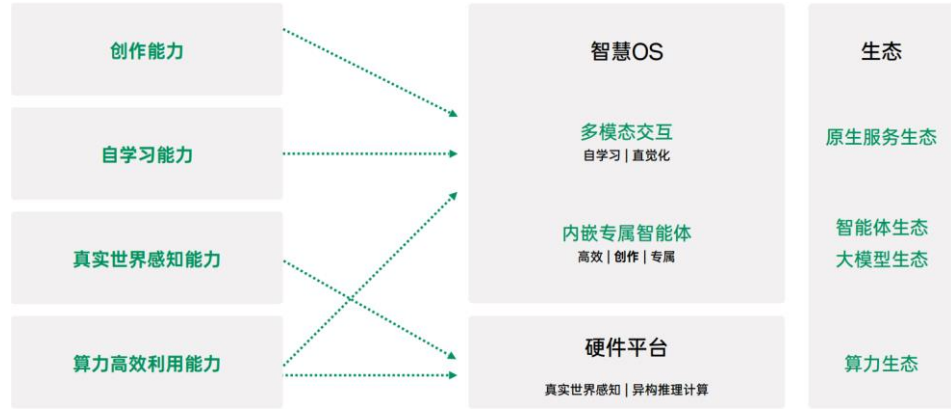 创作能力
自学习能力
真实世界感知能力
算力高效利用能力
智慧OS
多模态交互
自学习 | 直觉化
内嵌专属智能体
高效 | 创作 | 专属
硬件平台
真实世界感知 | 异构推理计算
生态
原生服务生态
智能体生态
大模型生态
算力生态